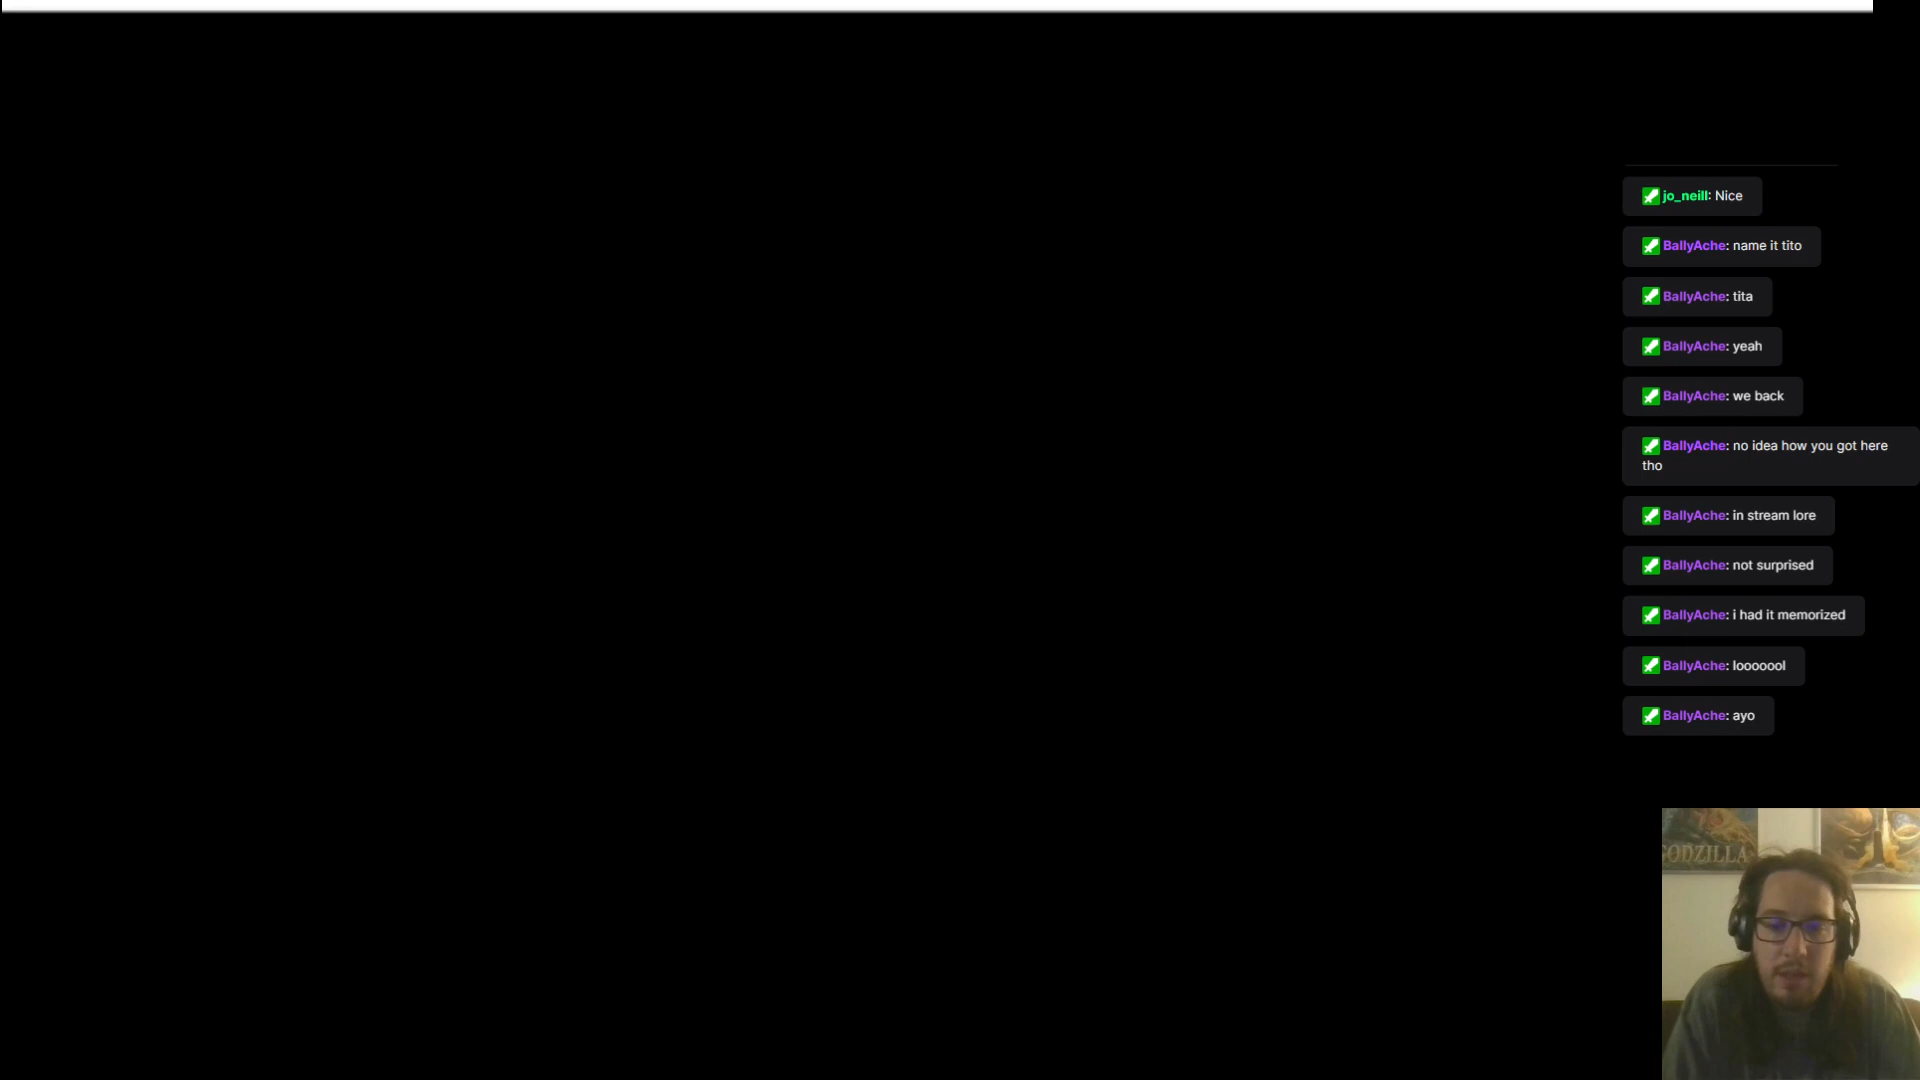 jo_neill: Nice
BallyAche: name it tito
BallyAche: tita
BallyAche: yeah
BallyAche: we back
BallyAche: no idea how you got here
tho
BallyAche: in stream lore
BallyAche: not surprised
BallyAche: i had it memorized
BallyAche: looooool
BallyAche: ayo
GODZILLA